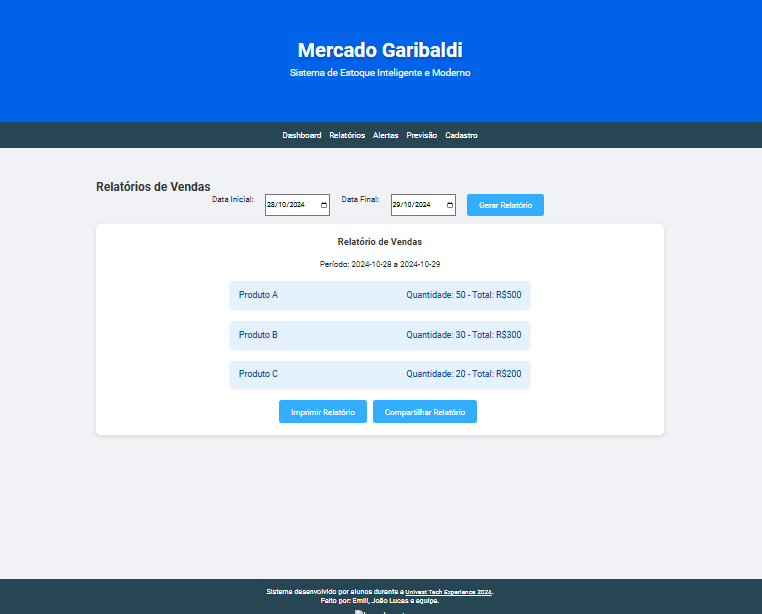 Mercado Garibaldi
Sistema de Estoque Inteligente e Moderno
Dashboard Relatórios Alertas Previsão Cadastro
Relatórios de Vendas
Data Inicial: 28/10/2024 Data Final: 29/10/2024 Gerar Relatório
Relatório de Vendas
Período: 2024-10-28 a 2024-10-29
Produto A Quantidade: 50 - Total: R$500
Produto B Quantidade: 30 - Total: R$300
Produto C Quantidade: 20 - Total: R$200
Imprimir Relatório Compartilhar Relatório
Sistema desenvolvido por alunos durante a Univest Tech Experience 2024.
Feito por: Emili, João Lucas e equipe.